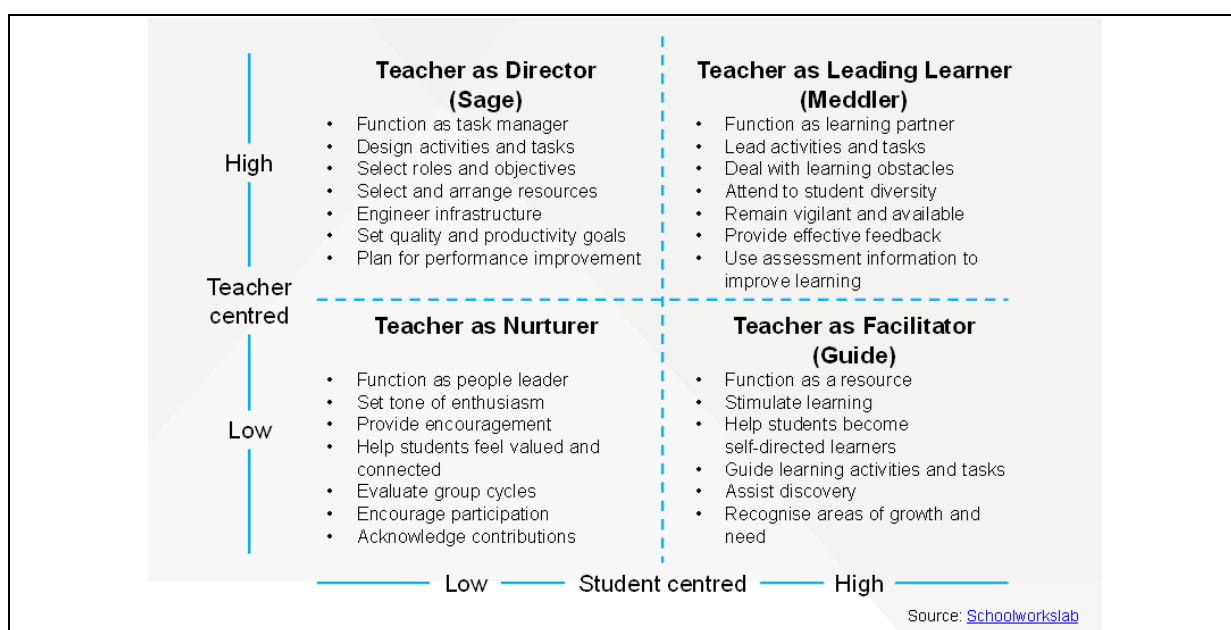 Teacher as Director
(Sage)
• Function as task manager
• Design activities and tasks
• Select roles and objectives
• Select and arrange resources
• Engineer infrastructure
• Set quality and productivity goals
• Plan for performance improvement
Teacher as Leading Learner
(Meddler)
• Function as learning partner
• Lead activities and tasks
• Deal with learning obstacles
• Attend to student diversity
• Remain vigilant and available
• Provide effective feedback
• Use assessment information to
improve learning
High
Teacher
centred
Low
Teacher as Nurturer
• Function as people leader
• Set tone of enthusiasm
• Provide encouragement
• Help students feel valued and
connected
• Evaluate group cycles
• Encourage participation
• Acknowledge contributions
Teacher as Facilitator
(Guide)
• Function as a resource
• Stimulate learning
• Help students become
self-directed learners
• Guide learning activities and tasks
• Assist discovery
• Recognise areas of growth and
need
Low Student centred High
Source: Schoolworkslab